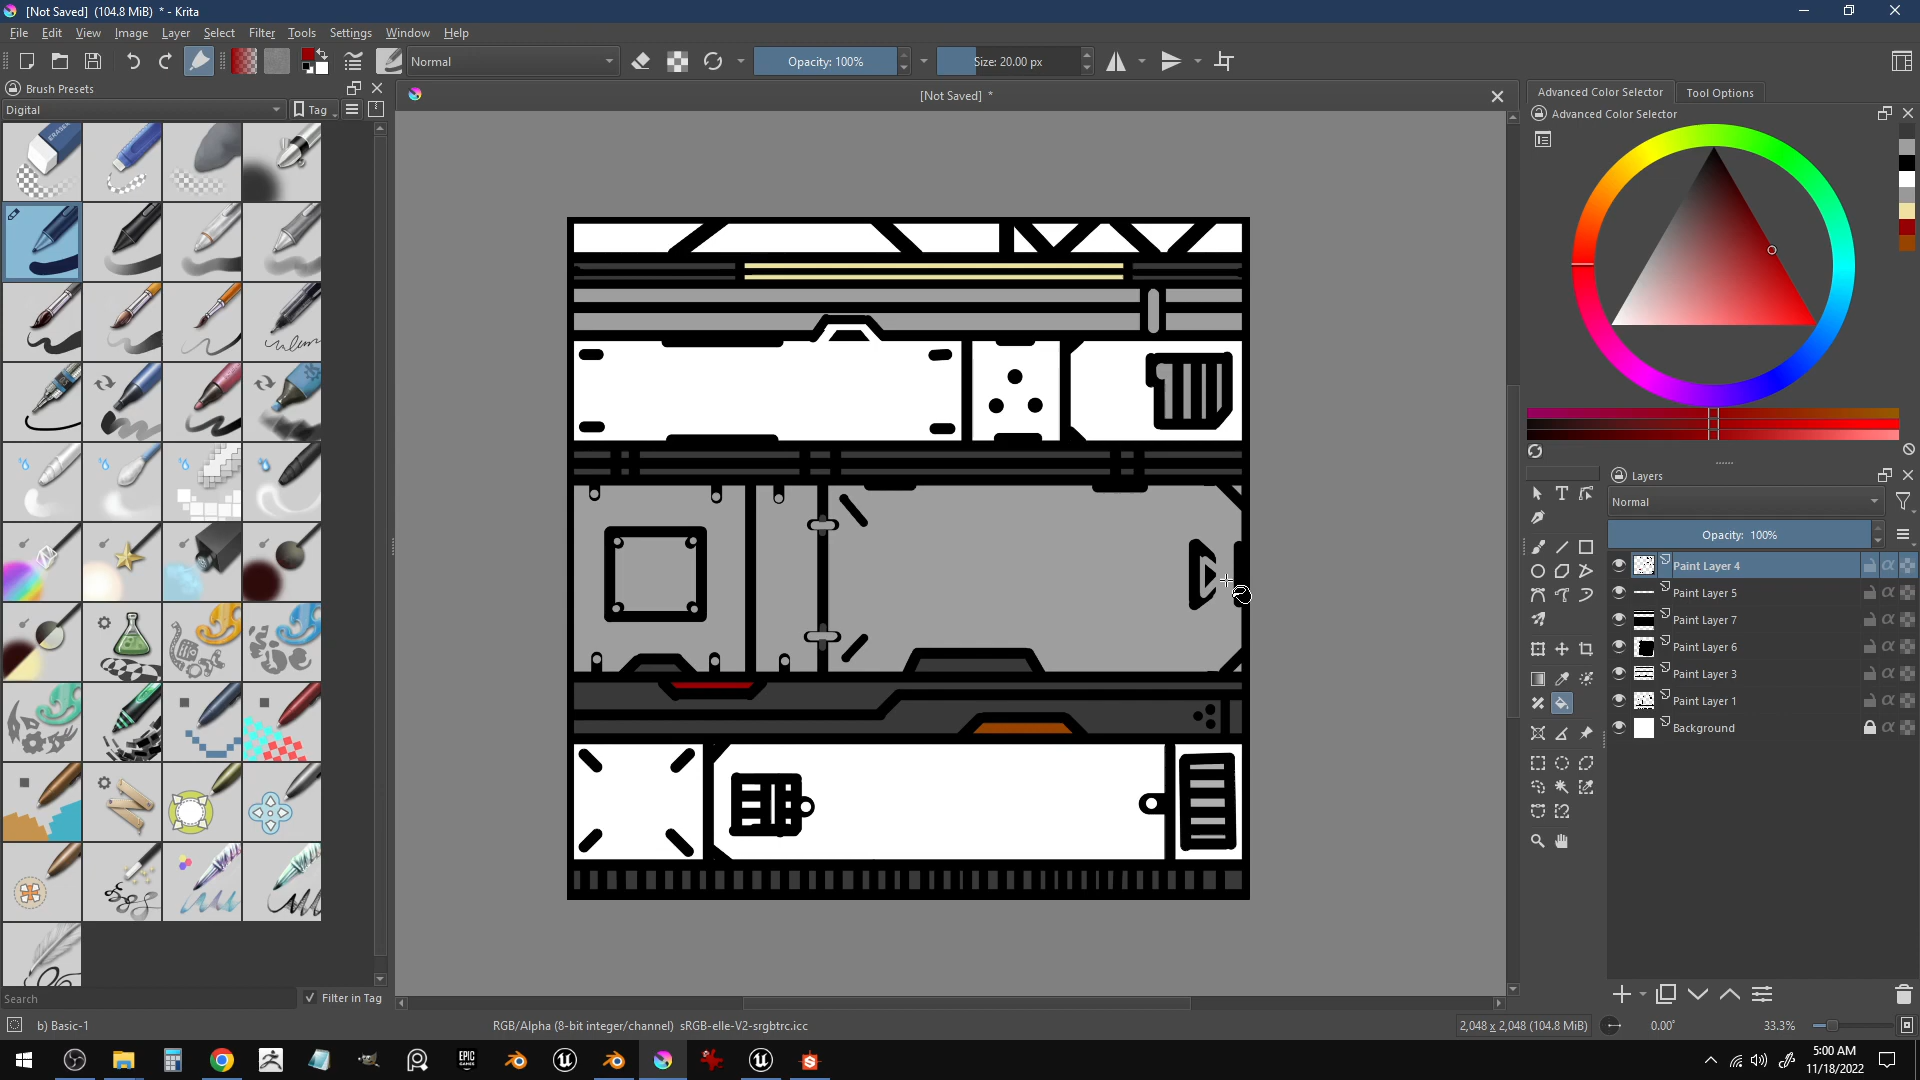 [Not Saved]  (104.8 MiB)  * - Krita
File Edit View Image Layer Select Filter Tools Settings Window Help
Normal
Opacity: 100%
Size: 20.00 px
Brush Presets
Digital
Tag
[Not Saved]  *
Advanced Color Selector
Tool Options
Advanced Color Selector
Layers
Normal
Opacity:  100%
Paint Layer 4
Paint Layer 5
Paint Layer 7
Paint Layer 6
Paint Layer 3
Paint Layer 1
Background
Search
Filter in Tag
b) Basic-1
RGB/Alpha (8-bit integer/channel)  sRGB-elle-V2-srgbtrc.icc
2,048 x 2,048 (104.8 MiB)
0.00°
33.3%
EPIC
GAMES
5:00 AM
11/18/2022